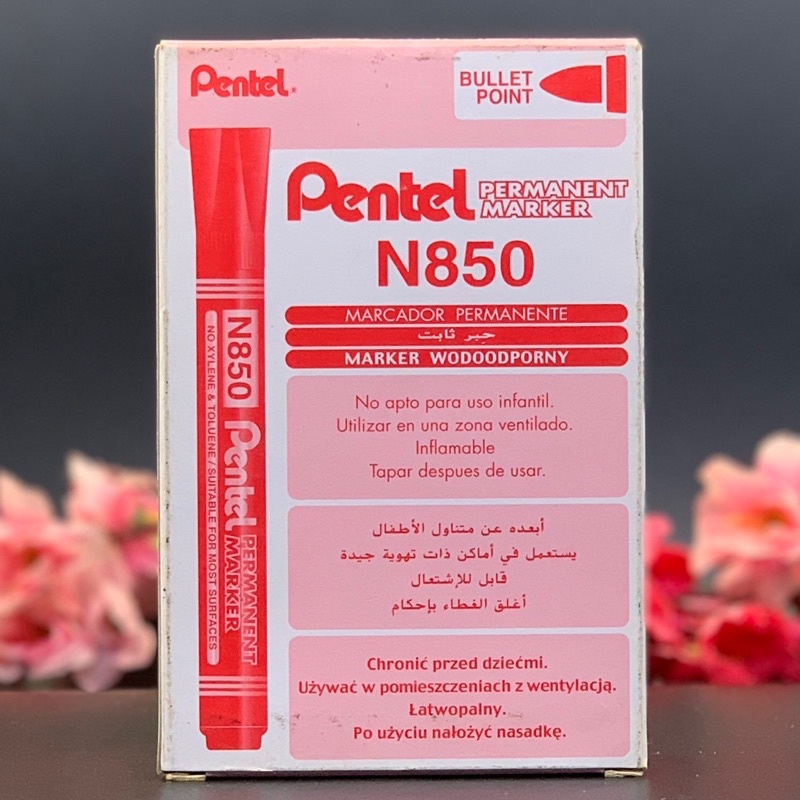 Pentel®
BULLET
POINT
Pentel PERMANENT
MARKER
N850
MARCADOR PERMANENTE
حبر ثابت
MARKER WODOODPORNY
No apto para uso infantil.
Utilizar en una zona ventilado.
Inflamable
Tapar despues de usar.
أبعده عن متناول الأطفال
يستعمل في أماكن ذات تهوية جيدة
قابل للإشتعال
أغلق الغطاء بإحكام
Chronić przed dziećmi.
Używać w pomieszczeniach z wentylacją.
Łatwopalny.
Po użyciu nałożyć nasadkę.
N850 Pentel PERMANENT
MARKER
NO XYLENE & TOLUENE / SUITABLE FOR MOST SURFACES